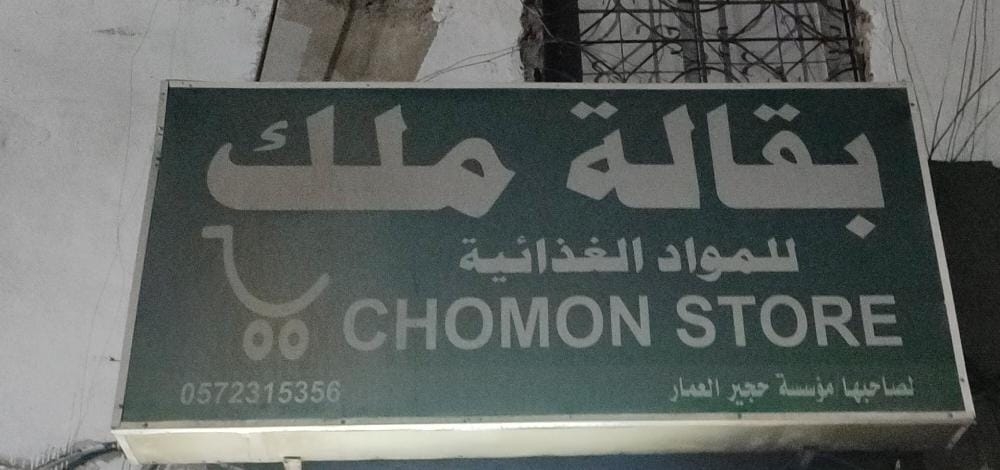 بقالة ملك
للمواد الغذائية
CHOMON STORE
لصاحبها مؤسسة حجير العمار
0572315356